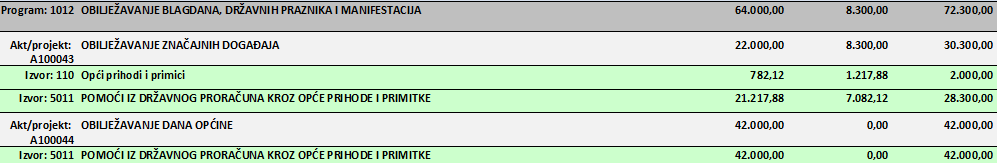 Program: 1012 OBILJEŽAVANJE BLAGDANA, DRŽAVNIH PRAZNIKA I MANIFESTACIJA 64.000,00 8.300,00 72.300,00
Akt/projekt: OBILJEŽAVANJE ZNAČAJNIH DOGAĐAJA 22.000,00 8.300,00 30.300,00
A100043
Izvor: 110 Opći prihodi i primici 782,12 1.217,88 2.000,00
Izvor: 5011 POMOĆI IZ DRŽAVNOG PRORAČUNA KROZ OPĆE PRIHODE I PRIMITKE 21.217,88 7.082,12 28.300,00
Akt/projekt: OBILJEŽAVANJE DANA OPĆINE 42.000,00 0,00 42.000,00
A100044
Izvor: 5011 POMOĆI IZ DRŽAVNOG PRORAČUNA KROZ OPĆE PRIHODE I PRIMITKE 42.000,00 0,00 42.000,00